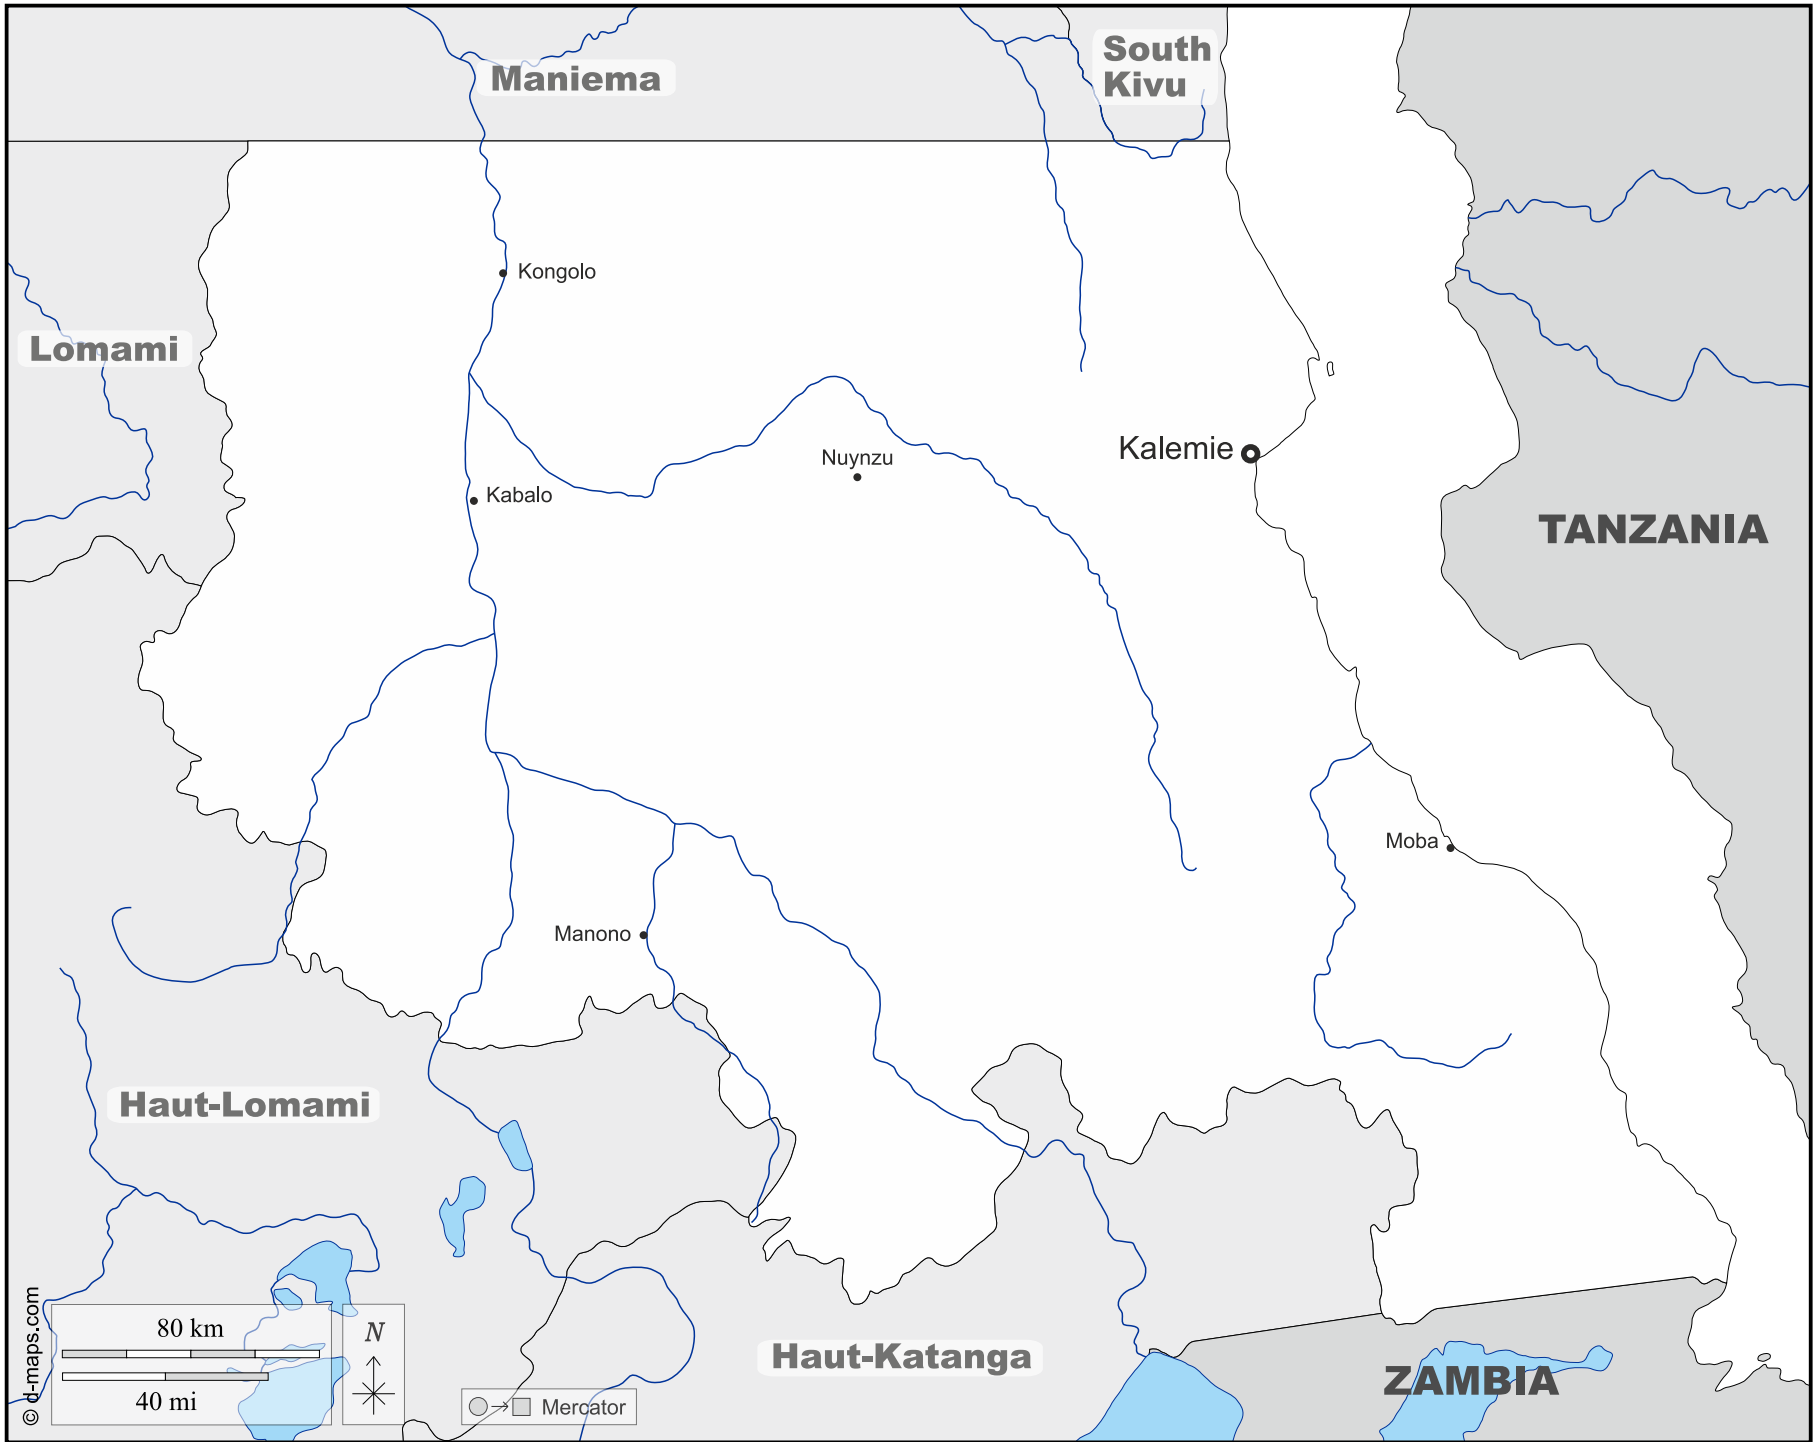 South
Kivu
Maniema
Kongolo
Lomami
Kalemie
Nuynzu
Kabalo
TANZANIA
Moba
Manono
Haut-Lomami
© d-maps.com
80 km
40 mi
N
Mercator
Haut-Katanga
ZAMBIA